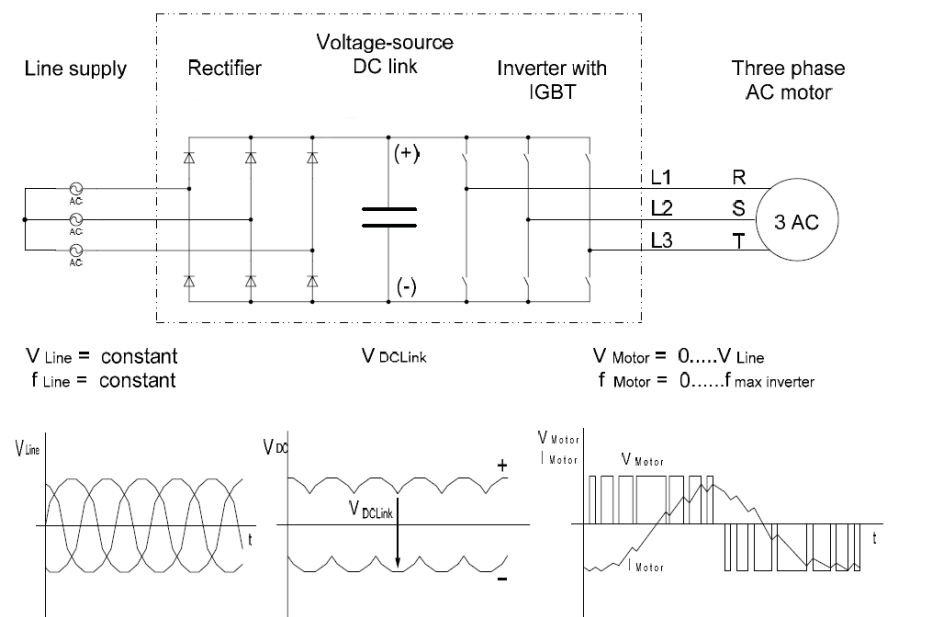 Line supply
Rectifier
Voltage-source
DC link
Inverter with
IGBT
Three phase
AC motor
(+)
AC
AC
AC
L1 R
L2 S
L3 T
3 AC
(-)
V Line = constant
f Line = constant
V DCLink
V Motor = 0.....V Line
f Motor = 0......f max inverter
V Line
t
V DC
+
V DCLink
-
V Motor
I Motor
V Motor
t
I Motor